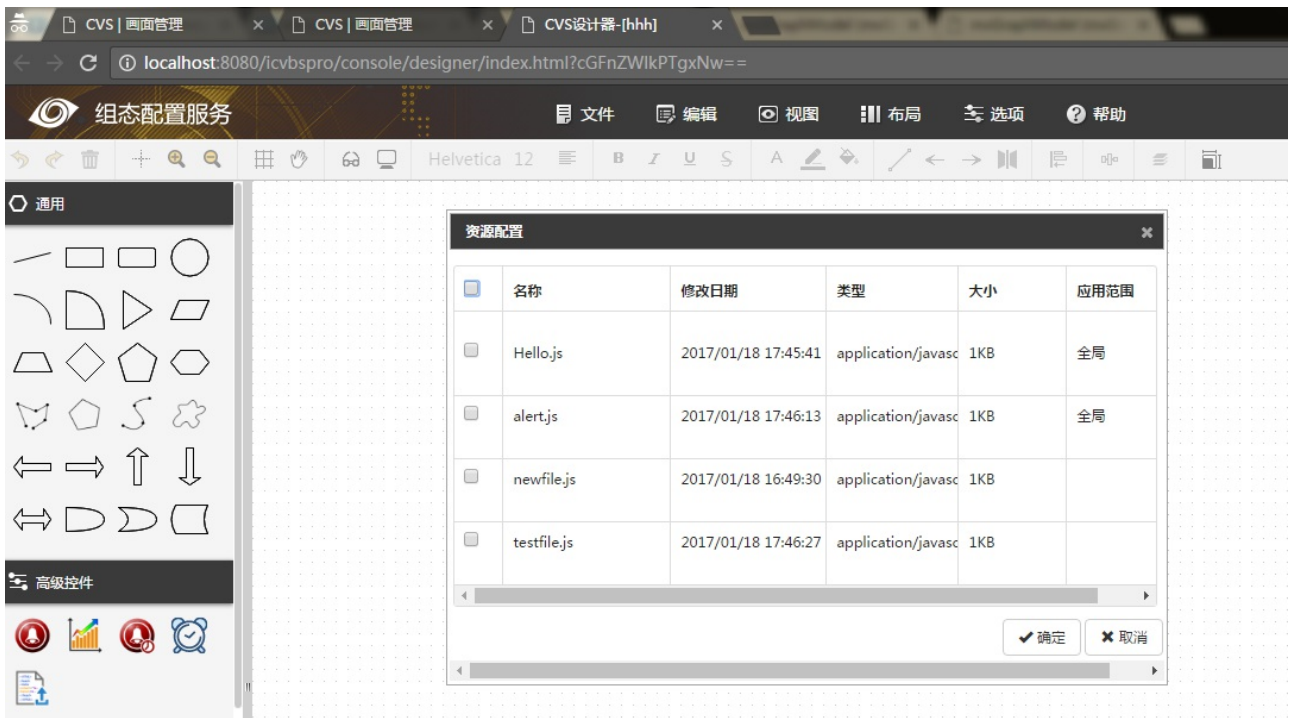 CVS | 画面管理
CVS | 画面管理
CVS设计器-[hhh]
localhost:8080/icvbspro/console/designer/index.html?cGFnZWlkPTgxNw==
组态配置服务 文件 编辑 视图 布局 选项 帮助
Helvetica 12 B I U S A
通用
资源配置
名称 修改日期 类型 大小 应用范围
Hello.js 2017/01/18 17:45:41 application/javasc 1KB 全局
alert.js 2017/01/18 17:46:13 application/javasc 1KB 全局
newfile.js 2017/01/18 16:49:30 application/javasc 1KB
testfile.js 2017/01/18 17:46:27 application/javasc 1KB
高级控件
确定 取消